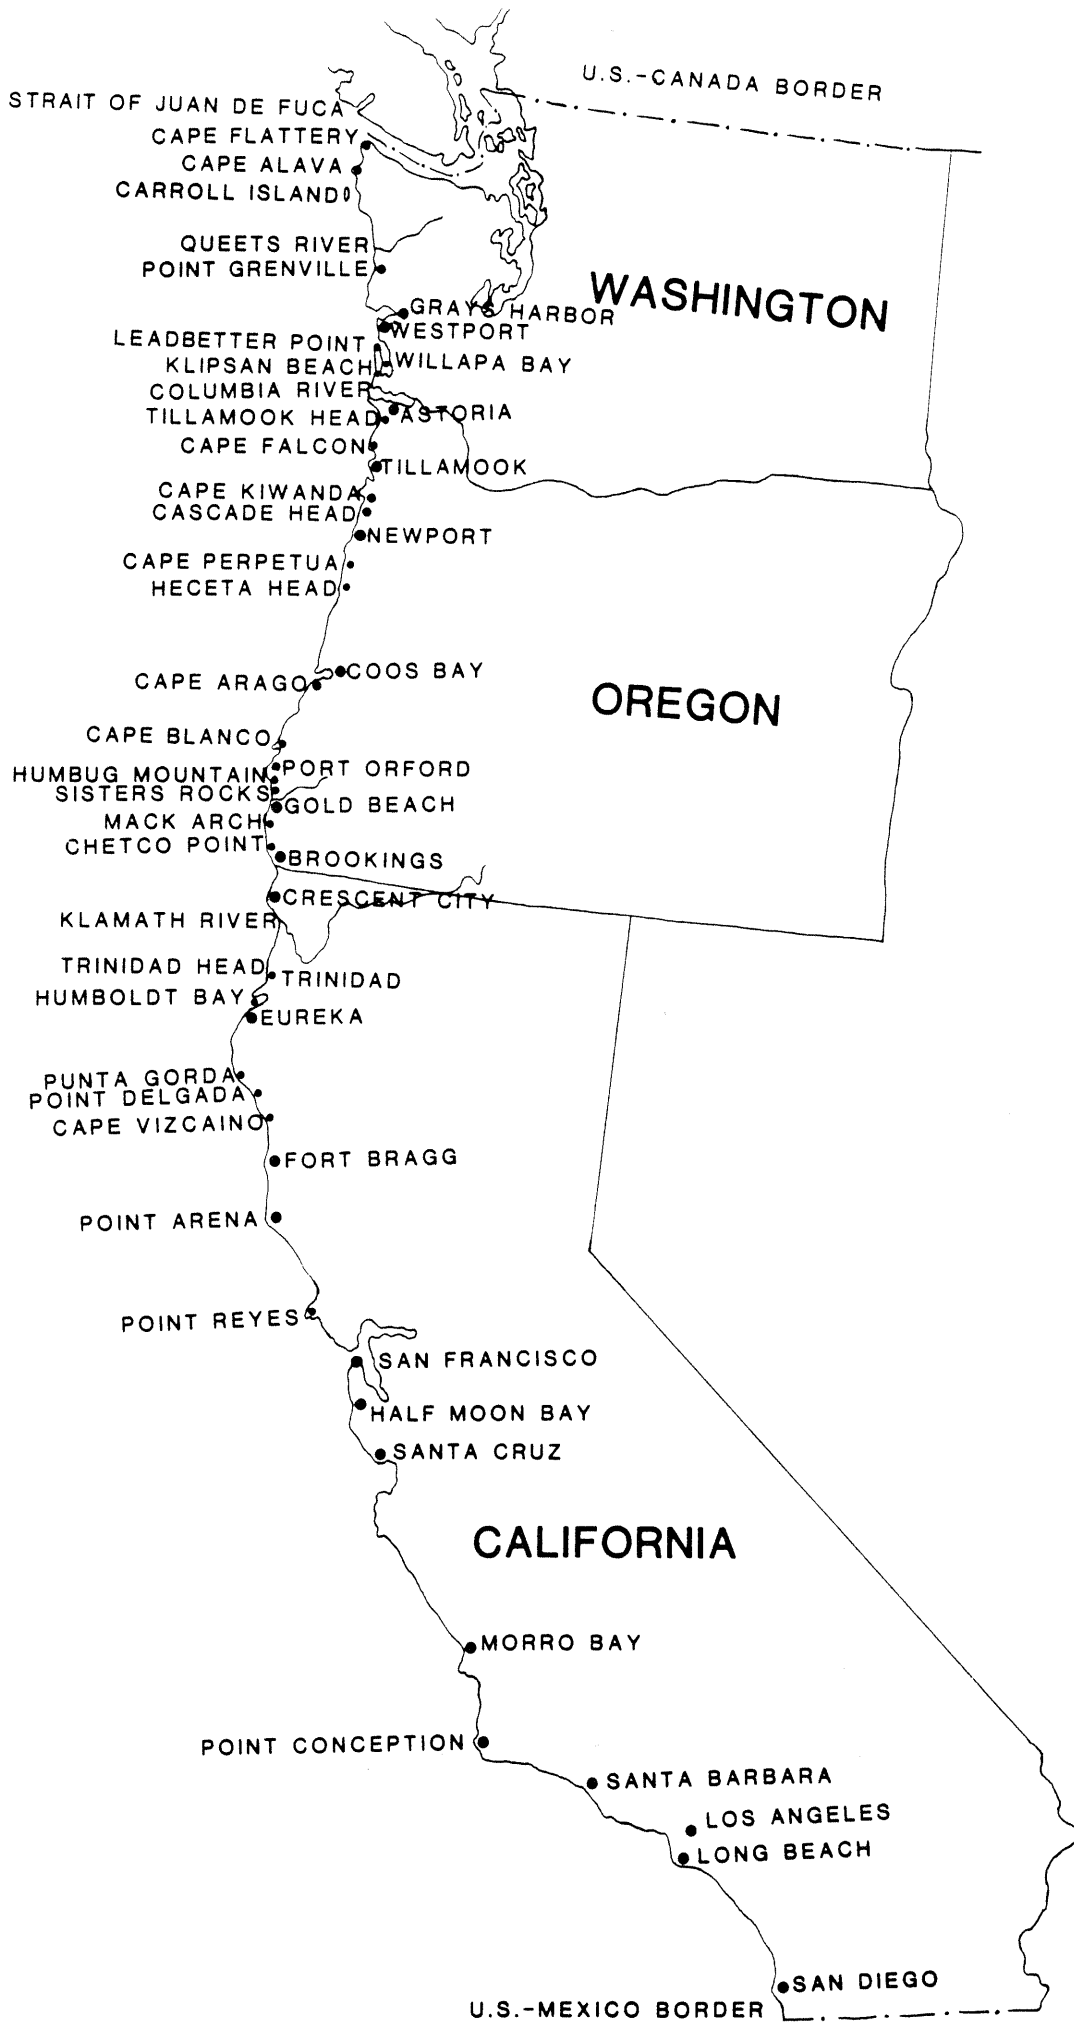 U.S.-CANADA BORDER
STRAIT OF JUAN DE FUCA
CAPE FLATTERY
CAPE ALAVA
CARROLL ISLAND
QUEETS RIVER
POINT GRENVILLE
WASHINGTON
GRAYS HARBOR
WESTPORT
LEADBETTER POINT
KLIPSAN BEACH
WILLAPA BAY
COLUMBIA RIVER
ASTORIA
TILLAMOOK HEAD
CAPE FALCON
TILLAMOOK
CAPE KIWANDA
CASCADE HEAD
NEWPORT
CAPE PERPETUA
HECETA HEAD
COOS BAY
CAPE ARAGO
OREGON
CAPE BLANCO
PORT ORFORD
HUMBUG MOUNTAIN
SISTERS ROCKS
GOLD BEACH
MACK ARCH
CHETCO POINT
BROOKINGS
CRESCENT CITY
KLAMATH RIVER
TRINIDAD HEAD
TRINIDAD
HUMBOLDT BAY
EUREKA
PUNTA GORDA
POINT DELGADA
CAPE VIZCAINO
FORT BRAGG
POINT ARENA
POINT REYES
SAN FRANCISCO
HALF MOON BAY
SANTA CRUZ
CALIFORNIA
MORRO BAY
POINT CONCEPTION
SANTA BARBARA
LOS ANGELES
LONG BEACH
SAN DIEGO
U.S.-MEXICO BORDER